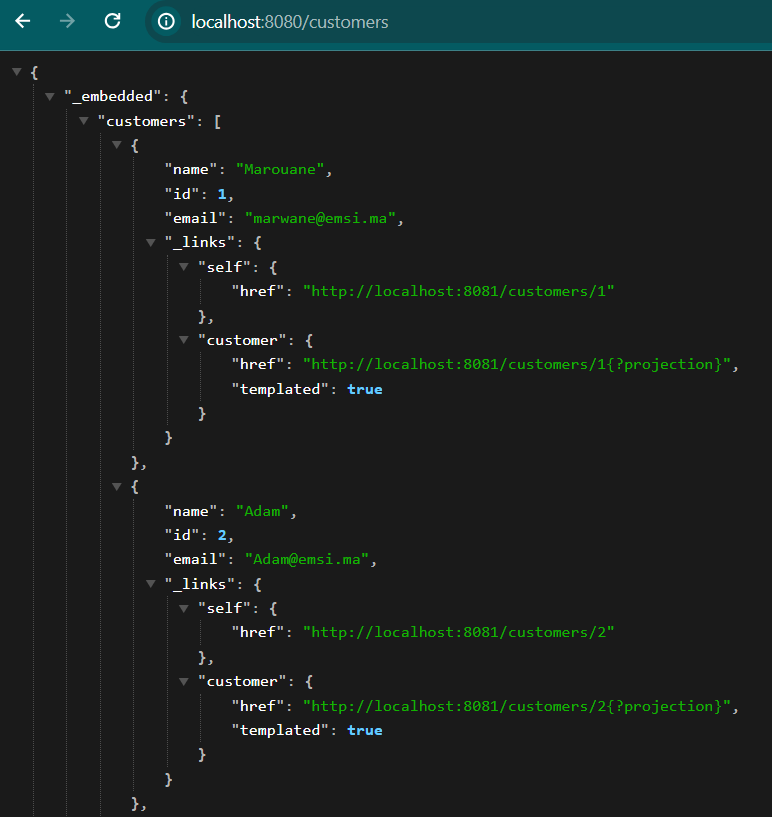 localhost:8080/customers
{
"_embedded": {
"customers": [
{
"name": "Marouane",
"id": 1,
"email": "marwane@emsi.ma",
"_links": {
"self": {
"href": "http://localhost:8081/customers/1"
},
"customer": {
"href": "http://localhost:8081/customers/1{?projection}",
"templated": true
}
}
},
{
"name": "Adam",
"id": 2,
"email": "Adam@emsi.ma",
"_links": {
"self": {
"href": "http://localhost:8081/customers/2"
},
"customer": {
"href": "http://localhost:8081/customers/2{?projection}",
"templated": true
}
}
},